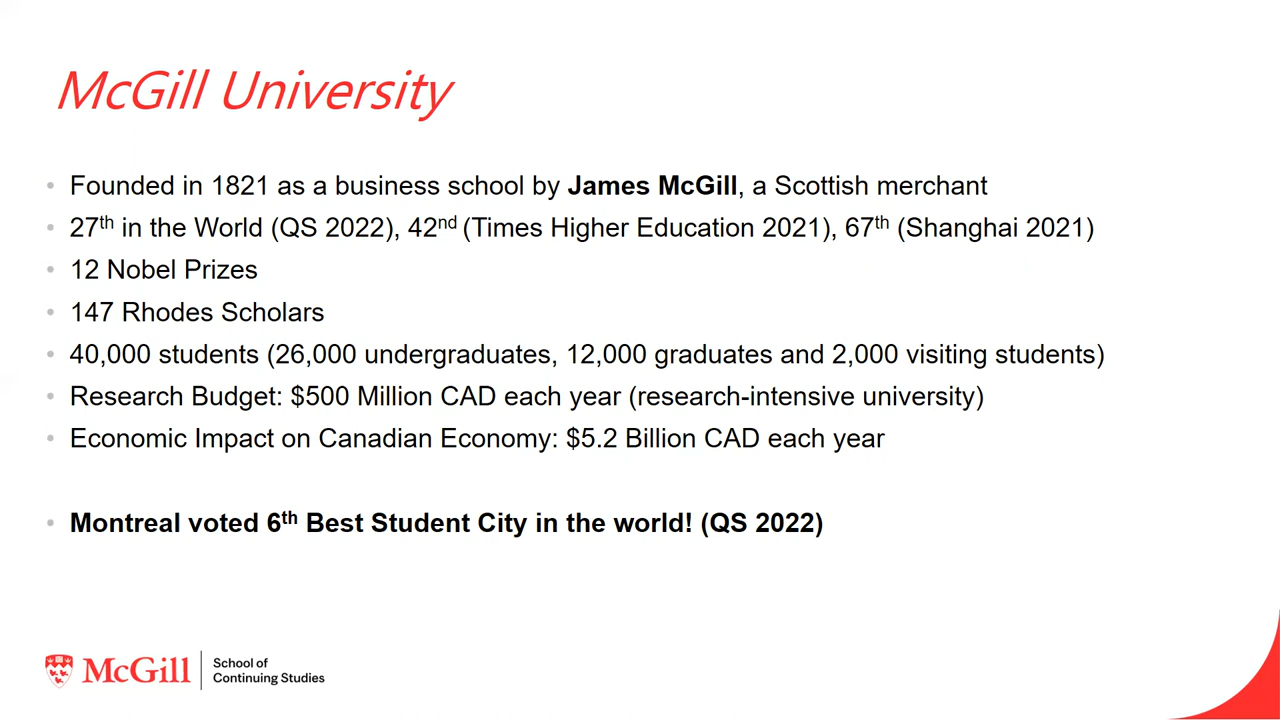 McGill University
• Founded in 1821 as a business school by James McGill, a Scottish merchant
• 27th in the World (QS 2022), 42nd (Times Higher Education 2021), 67th (Shanghai 2021)
• 12 Nobel Prizes
• 147 Rhodes Scholars
• 40,000 students (26,000 undergraduates, 12,000 graduates and 2,000 visiting students)
• Research Budget: $500 Million CAD each year (research-intensive university)
• Economic Impact on Canadian Economy: $5.2 Billion CAD each year
• Montreal voted 6th Best Student City in the world! (QS 2022)
McGill
School of
Continuing Studies